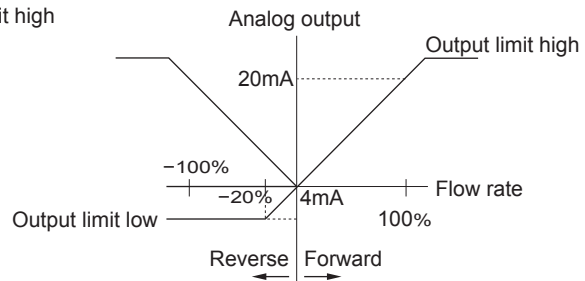 it high
Analog output
Output limit high
20mA
−100%
−20%
4mA
Flow rate
100%
Output limit low
Reverse
Forward